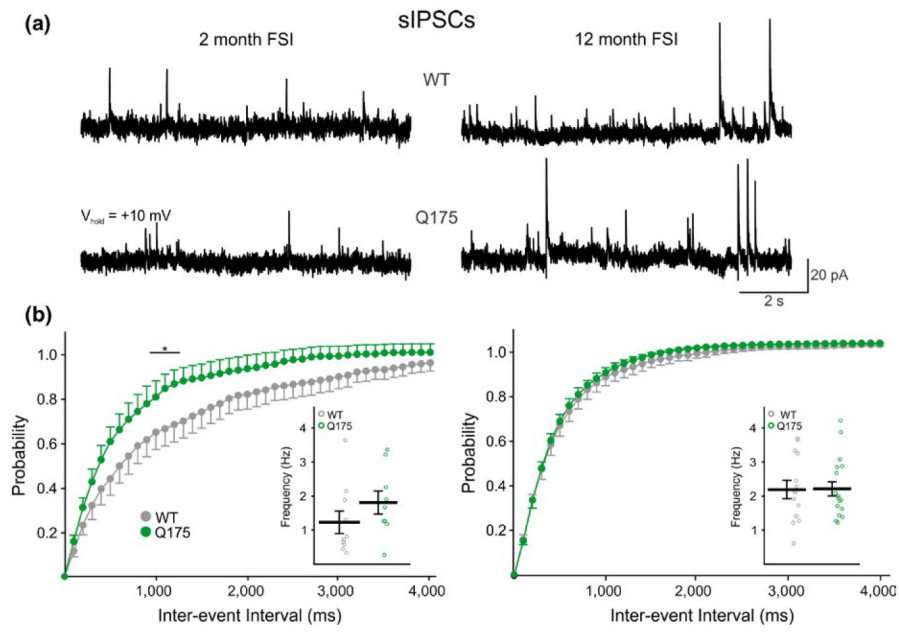 (a)
sIPSCs
2 month FSI
12 month FSI
WT
V_hold = +10 mV
Q175
20 pA
2 s
(b)
*
1.0
0.8
0.6
0.4
0.2
Probability
WT
Q175
1,000
2,000
3,000
4,000
Inter-event Interval (ms)
WT
Q175
4
3
2
1
Frequency (Hz)
1.0
0.8
0.6
0.4
0.2
Probability
1,000
2,000
3,000
4,000
Inter-event Interval (ms)
WT
Q175
4
3
2
1
Frequency (Hz)